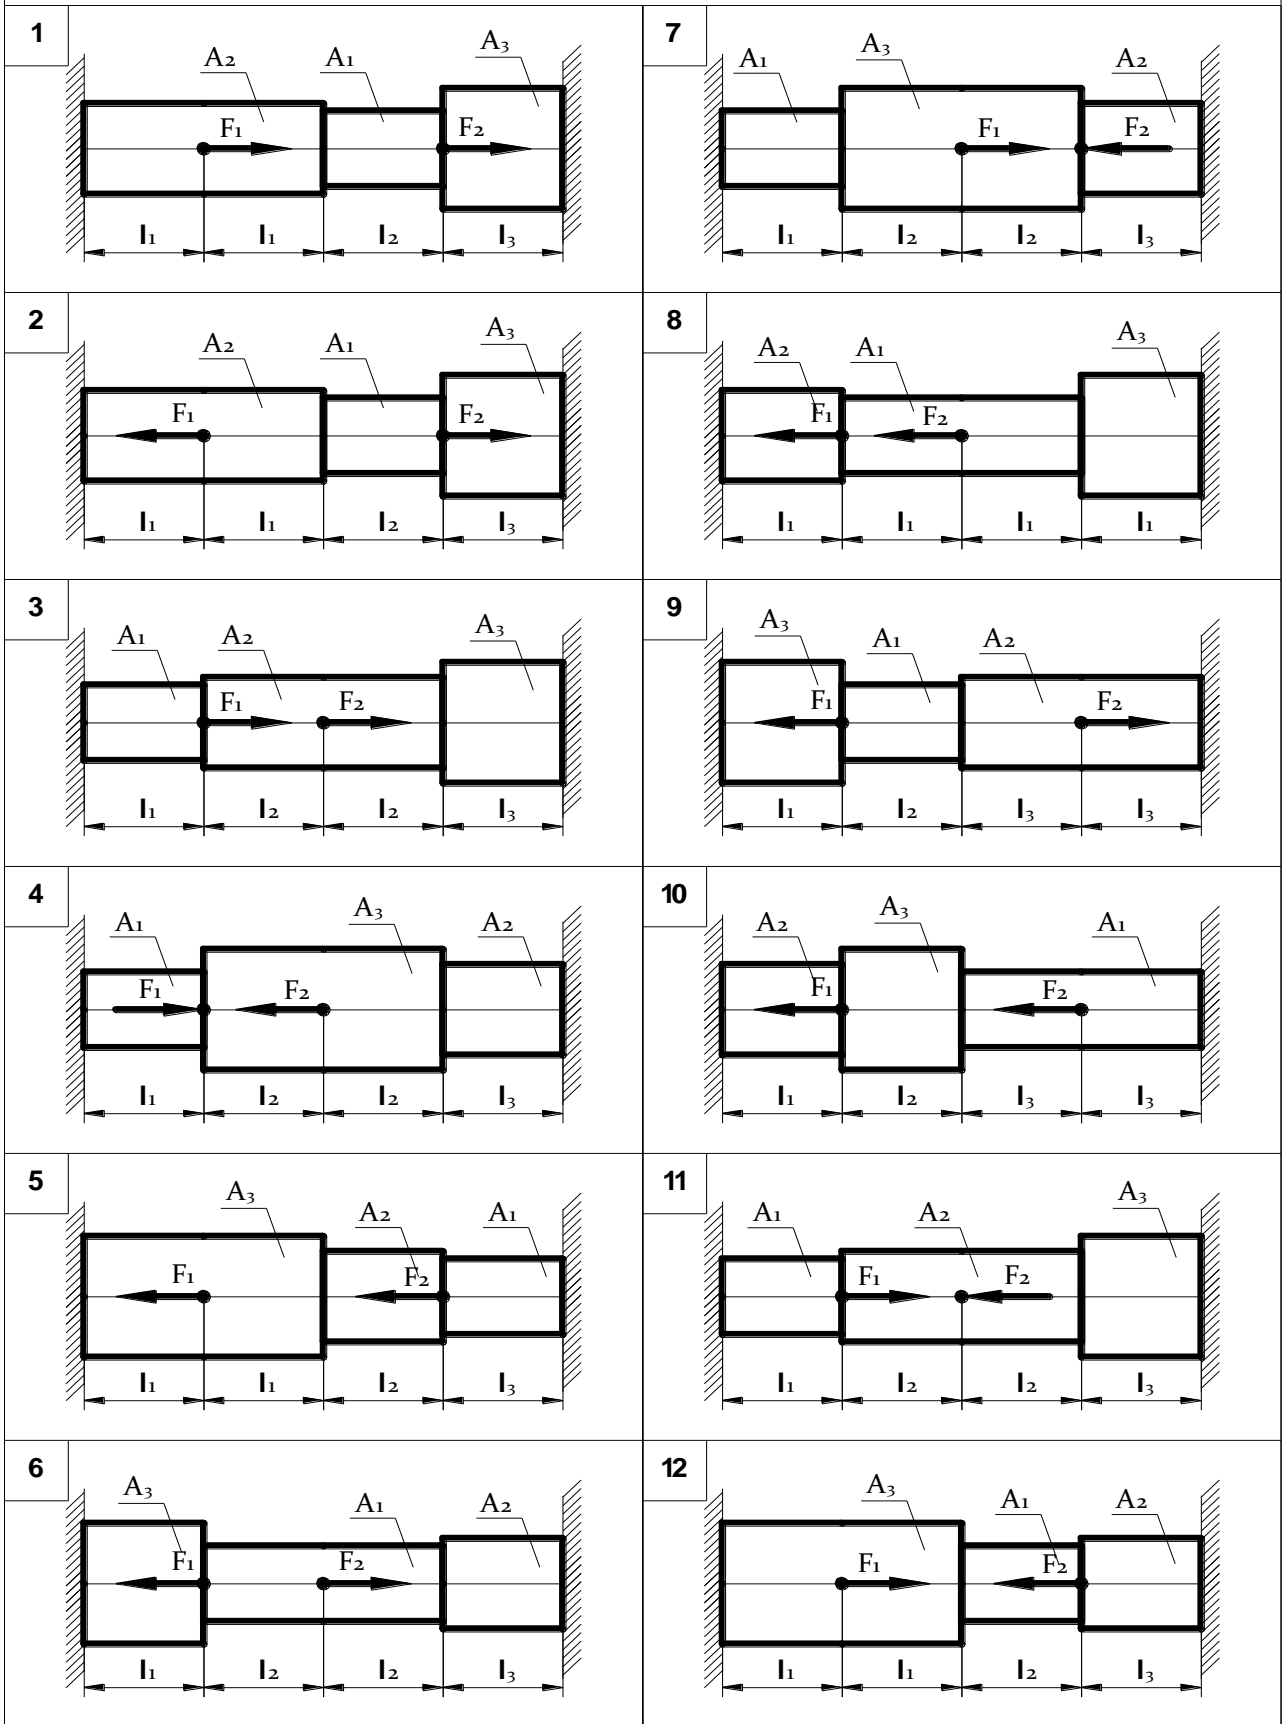 1
A₂ A₁ A₃
F₁ F₂
l₁ l₁ l₂ l₃
7
A₁ A₃ A₂
F₁ F₂
l₁ l₂ l₂ l₃
2
A₂ A₁ A₃
F₁ F₂
l₁ l₁ l₂ l₃
8
A₂ A₁ A₃
F₁ F₂
l₁ l₁ l₁ l₁
3
A₁ A₂ A₃
F₁ F₂
l₁ l₂ l₂ l₃
9
A₃ A₁ A₂
F₁ F₂
l₁ l₂ l₃ l₃
4
A₁ A₃ A₂
F₁ F₂
l₁ l₂ l₂ l₃
10
A₂ A₃ A₁
F₁ F₂
l₁ l₂ l₃ l₃
5
A₃ A₂ A₁
F₁ F₂
l₁ l₁ l₂ l₃
11
A₁ A₂ A₃
F₁ F₂
l₁ l₂ l₂ l₃
6
A₃ A₁ A₂
F₁ F₂
l₁ l₂ l₂ l₃
12
A₃ A₁ A₂
F₁ F₂
l₁ l₁ l₂ l₃